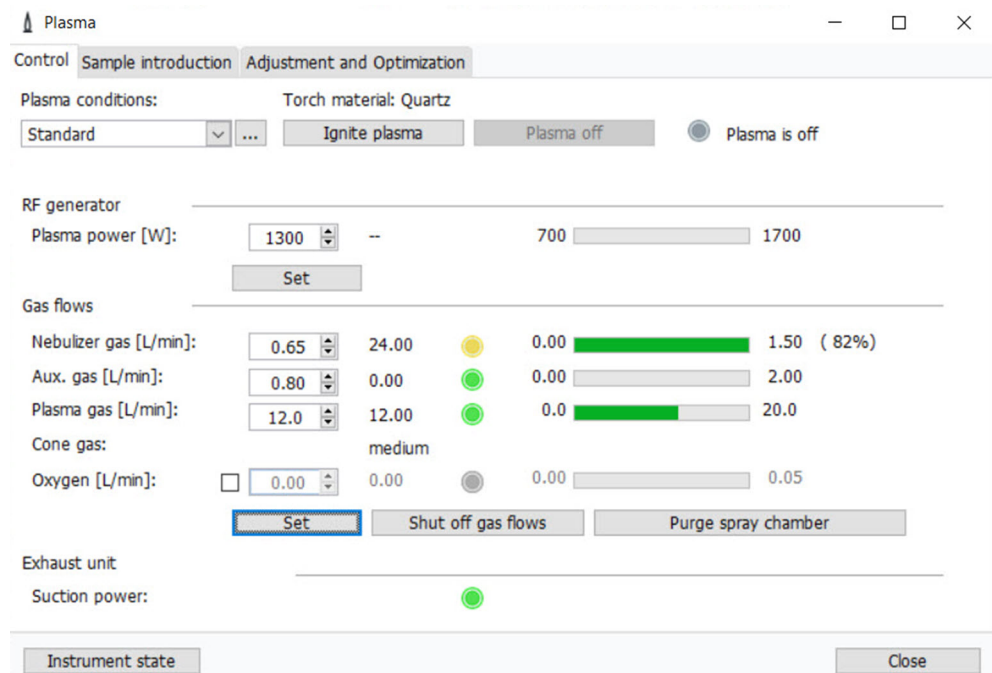 Plasma
Control Sample introduction Adjustment and Optimization
Plasma conditions: Torch material: Quartz
Standard ... Ignite plasma Plasma off Plasma is off
RF generator
Plasma power [W]: 1300 -- 700 1700
Set
Gas flows
Nebulizer gas [L/min]: 0.65 24.00 0.00 1.50 ( 82%)
Aux. gas [L/min]: 0.80 0.00 0.00 2.00
Plasma gas [L/min]: 12.0 12.00 0.0 20.0
Cone gas: medium
Oxygen [L/min]: 0.00 0.00 0.00 0.05
Set Shut off gas flows Purge spray chamber
Exhaust unit
Suction power:
Instrument state Close